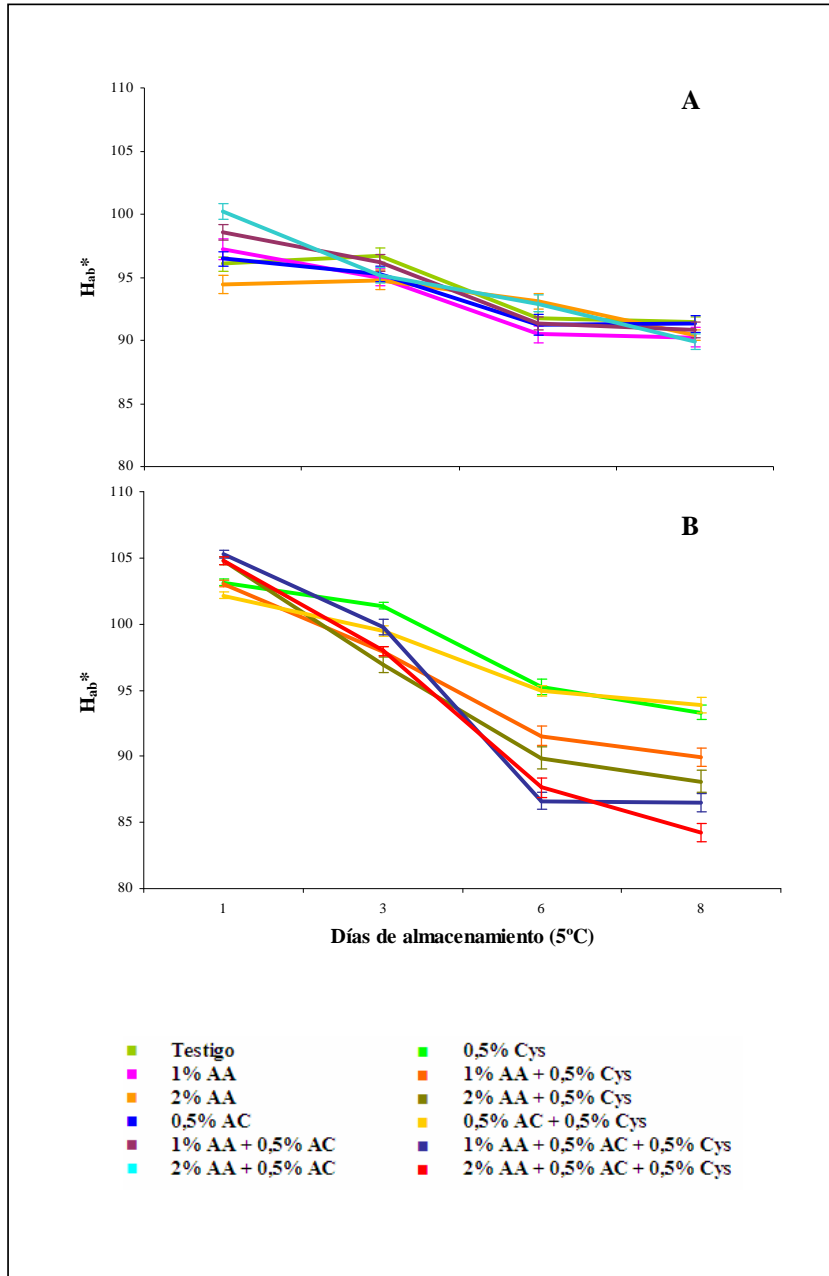 A
110
105
100
95
90
85
80
Hab*
B
110
105
100
95
90
85
80
Hab*
1 3 6 8
Días de almacenamiento (5ºC)
Testigo
1% AA
2% AA
0,5% AC
1% AA + 0,5% AC
2% AA + 0,5% AC
0,5% Cys
1% AA + 0,5% Cys
2% AA + 0,5% Cys
0,5% AC + 0,5% Cys
1% AA + 0,5% AC + 0,5% Cys
2% AA + 0,5% AC + 0,5% Cys